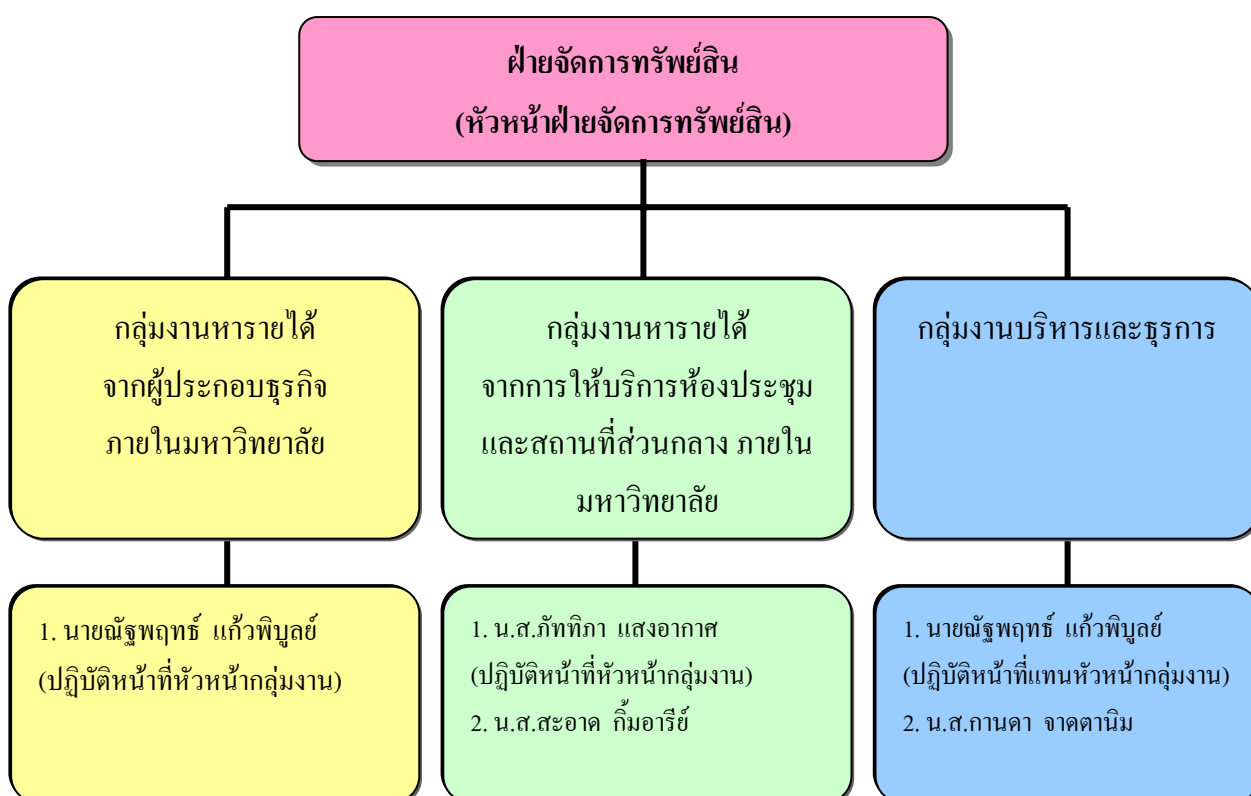 ฝ่ายจัดการทรัพย์สิน
(หัวหน้าฝ่ายจัดการทรัพย์สิน)
กลุ่มงานหารายได้
จากผู้ประกอบธุรกิจ
ภายในมหาวิทยาลัย
กลุ่มงานหารายได้
จากการให้บริการห้องประชุม
และสถานที่ส่วนกลาง ภายใน
มหาวิทยาลัย
กลุ่มงานบริหารและธุรการ
1. นายณัฐพฤทธ์ แก้วพิบูลย์
(ปฏิบัติหน้าที่หัวหน้ากลุ่มงาน)
1. น.ส.ภัททิภา แสงอากาศ
(ปฏิบัติหน้าที่หัวหน้ากลุ่มงาน)
2. น.ส.สะอาด กิ้มอารีย์
1. นายณัฐพฤทธ์ แก้วพิบูลย์
(ปฏิบัติหน้าที่แทนหัวหน้ากลุ่มงาน)
2. น.ส.กานดา จาดตานิม